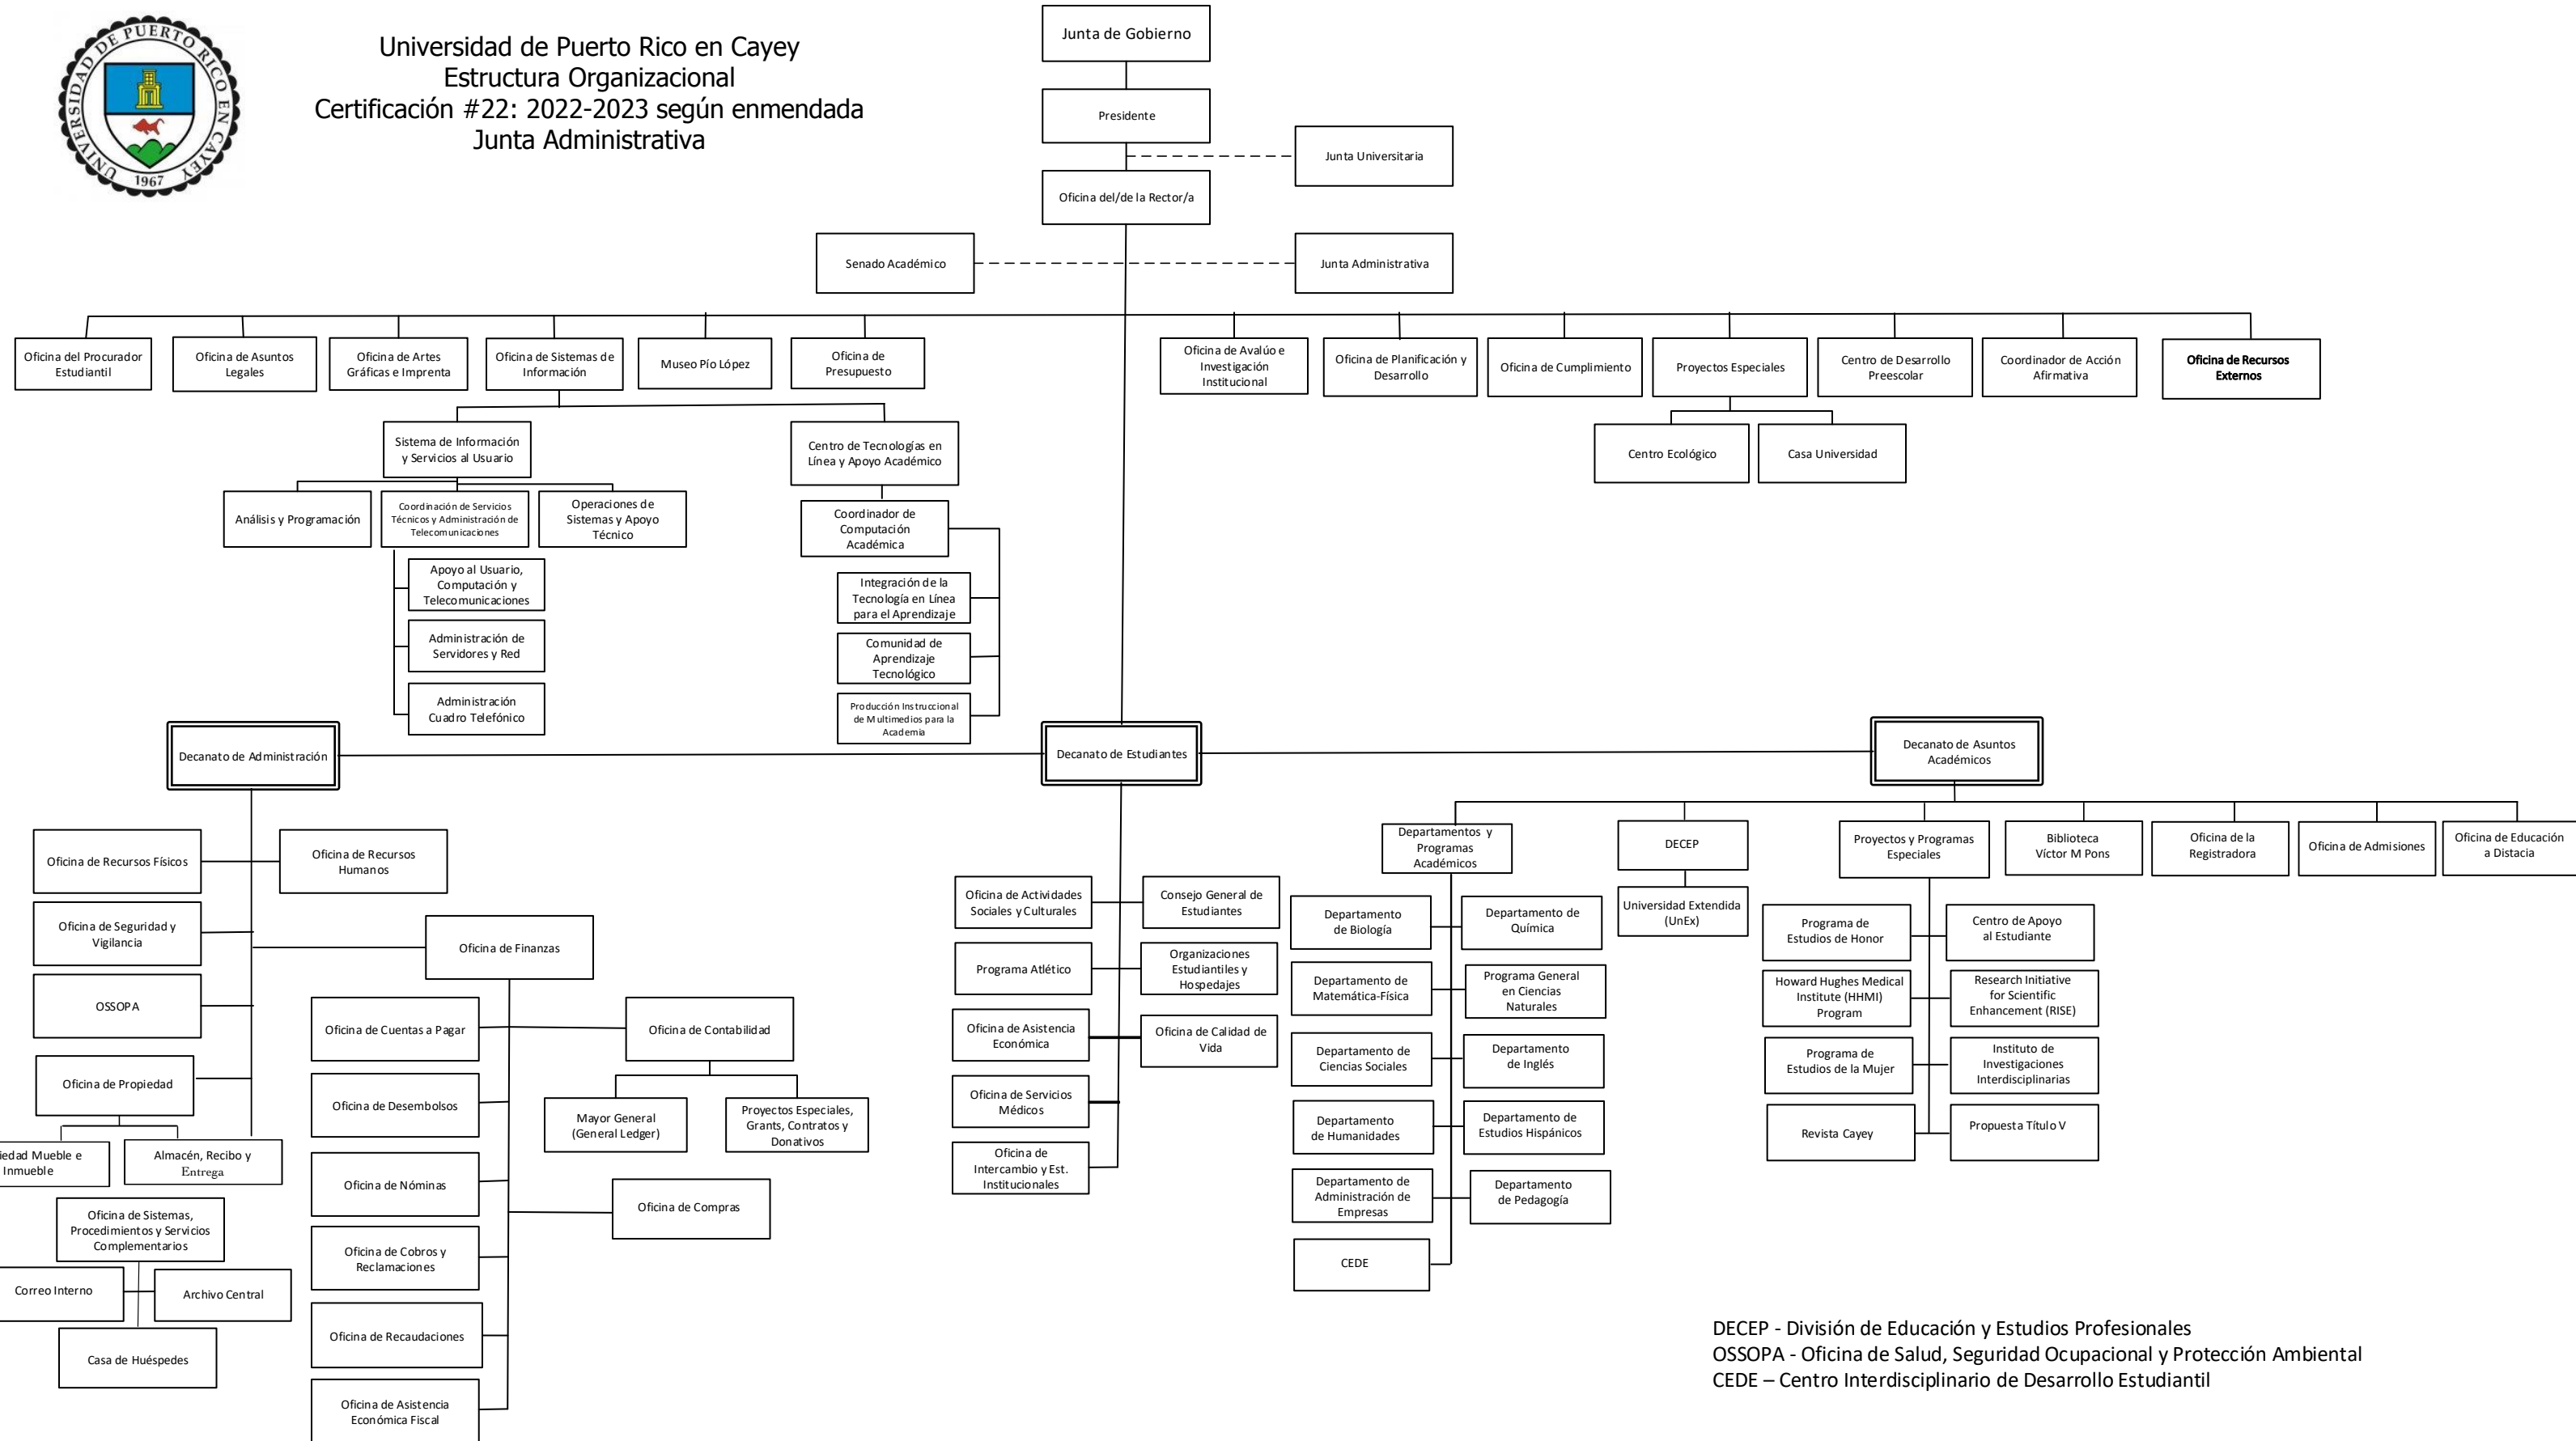 UNIVERSIDAD DE PUERTO RICO EN CAYEY
1967
Universidad de Puerto Rico en Cayey
Estructura Organizacional
Certificación #22: 2022-2023 según enmendada
Junta Administrativa
Junta de Gobierno
Presidente
Junta Universitaria
Oficina del/de la Rector/a
Senado Académico
Junta Administrativa
Oficina del Procurador
Estudiantil
Oficina de Asuntos
Legales
Oficina de Artes
Gráficas e Imprenta
Oficina de Sistemas de
Información
Museo Pío López
Oficina de
Presupuesto
Oficina de Avalúo e
Investigación
Institucional
Oficina de Planificación y
Desarrollo
Oficina de Cumplimiento
Proyectos Especiales
Centro de Desarrollo
Preescolar
Coordinador de Acción
Afirmativa
Oficina de Recursos
Externos
Sistema de Información
y Servicios al Usuario
Centro de Tecnologías en
Línea y Apoyo Académico
Centro Ecológico
Casa Universidad
Análisis y Programación
Coordinación de Servicios
Técnicos y Administración de
Telecomunicaciones
Operaciones de
Sistemas y Apoyo
Técnico
Coordinador de
Computación
Académica
Apoyo al Usuario,
Computación y
Telecomunicaciones
Administración de
Servidores y Red
Administración
Cuadro Telefónico
Integración de la
Tecnología en Línea
para el Aprendizaje
Comunidad de
Aprendizaje
Tecnológico
Producción Instruccional
de Multimedios para la
Academia
Decanato de Administración
Decanato de Estudiantes
Decanato de Asuntos
Académicos
Oficina de Recursos Físicos
Oficina de Recursos
Humanos
Oficina de Seguridad y
Vigilancia
Oficina de Finanzas
OSSOPA
Oficina de Propiedad
iedad Mueble e
Inmueble
Almacén, Recibo y
Entrega
Oficina de Sistemas,
Procedimientos y Servicios
Complementarios
Correo Interno
Archivo Central
Casa de Huéspedes
Oficina de Cuentas a Pagar
Oficina de Contabilidad
Oficina de Desembolsos
Mayor General
(General Ledger)
Proyectos Especiales,
Grants, Contratos y
Donativos
Oficina de Nóminas
Oficina de Compras
Oficina de Cobros y
Reclamaciones
Oficina de Recaudaciones
Oficina de Asistencia
Económica Fiscal
Oficina de Actividades
Sociales y Culturales
Consejo General de
Estudiantes
Programa Atlético
Organizaciones
Estudiantiles y
Hospedajes
Oficina de Asistencia
Económica
Oficina de Calidad de
Vida
Oficina de Servicios
Médicos
Oficina de
Intercambio y Est.
Institucionales
Departamentos y
Programas
Académicos
DECEP
Proyectos y Programas
Especiales
Biblioteca
Víctor M Pons
Oficina de la
Registradora
Oficina de Admisiones
Oficina de Educación
a Distacia
Universidad Extendida
(UnEx)
Departamento
de Biología
Departamento de
Química
Departamento de
Matemática-Física
Programa General
en Ciencias
Naturales
Departamento de
Ciencias Sociales
Departamento
de Inglés
Departamento
de Humanidades
Departamento de
Estudios Hispánicos
Departamento de
Administración de
Empresas
Departamento
de Pedagogía
CEDE
Programa de
Estudios de Honor
Centro de Apoyo
al Estudiante
Howard Hughes Medical
Institute (HHMI)
Program
Research Initiative
for Scientific
Enhancement (RISE)
Programa de
Estudios de la Mujer
Instituto de
Investigaciones
Interdisciplinarias
Revista Cayey
Propuesta Título V
DECEP - División de Educación y Estudios Profesionales
OSSOPA - Oficina de Salud, Seguridad Ocupacional y Protección Ambiental
CEDE – Centro Interdisciplinario de Desarrollo Estudiantil